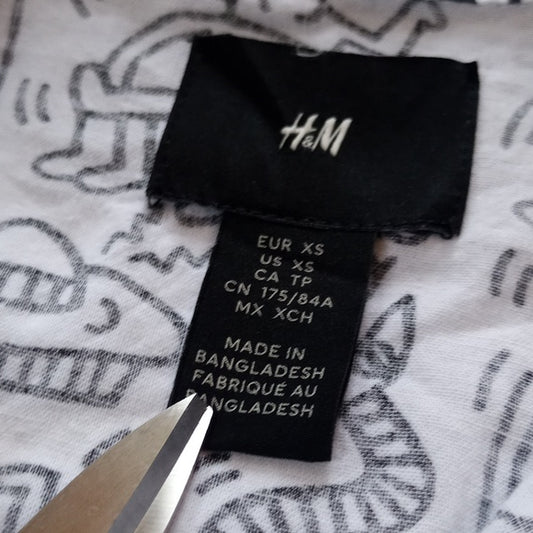 H&M
EUR XS
US XS
CA TP
CN 175/84A
MX XCH
MADE IN
BANGLADESH
FABRIQUÉ AU
BANGLADESH